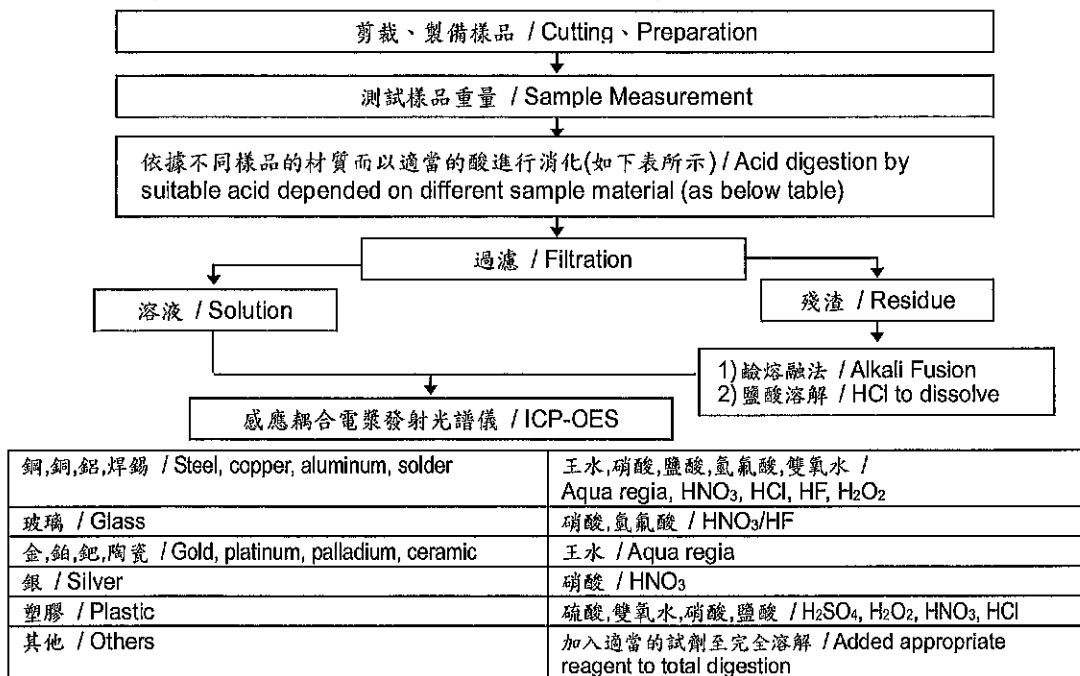 剪裁、製備樣品 / Cutting、Preparation
測試樣品重量 / Sample Measurement
依據不同樣品的材質而以適當的酸進行消化(如下表所示) / Acid digestion by
suitable acid depended on different sample material (as below table)
過濾 / Filtration
溶液 / Solution
殘渣 / Residue
1) 鹼熔融法 / Alkali Fusion
2) 鹽酸溶解 / HCl to dissolve
感應耦合電漿發射光譜儀 / ICP-OES
鋼,銅,鋁,焊錫 / Steel, copper, aluminum, solder
王水,硝酸,鹽酸,氫氟酸,雙氧水 /
Aqua regia, HNO₃, HCl, HF, H₂O₂
玻璃 / Glass
硝酸,氫氟酸 / HNO₃/HF
金,鉑,鈀,陶瓷 / Gold, platinum, palladium, ceramic
王水 / Aqua regia
銀 / Silver
硝酸 / HNO₃
塑膠 / Plastic
硫酸,雙氧水,硝酸,鹽酸 / H₂SO₄, H₂O₂, HNO₃, HCl
其他 / Others
加入適當的試劑至完全溶解 / Added appropriate
reagent to total digestion